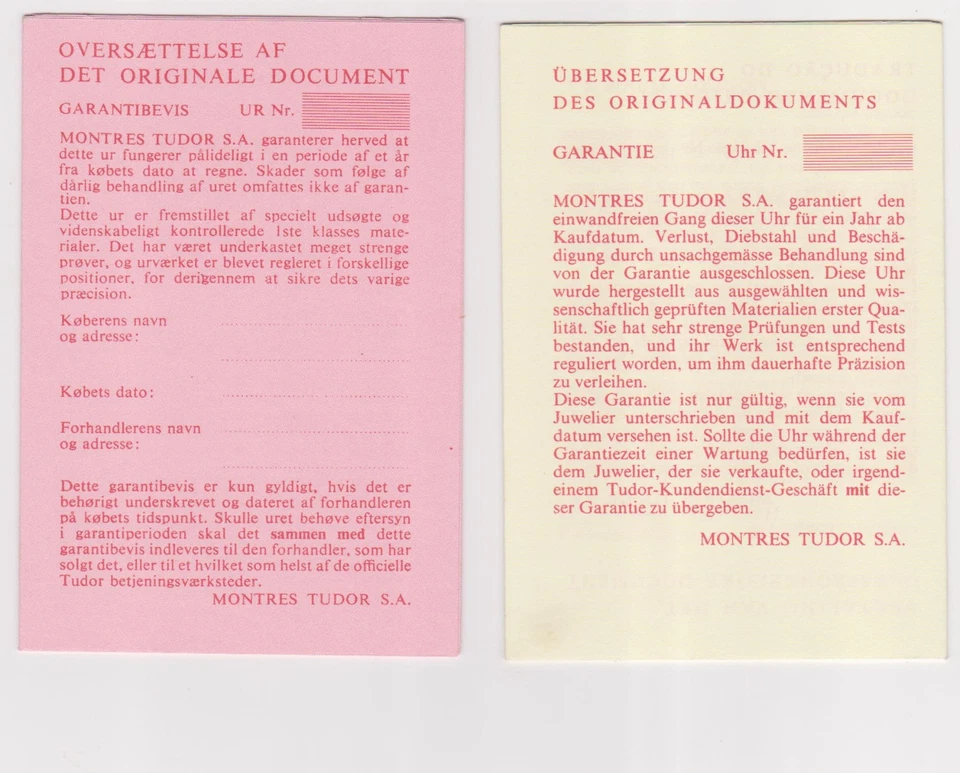 OVERSÆTTELSE AF
DET ORIGINALE DOCUMENT
GARANTIBEVIS UR Nr.
MONTRES TUDOR S.A. garanterer herved at
dette ur fungerer pålideligt i en periode af et år
fra købets dato at regne. Skader som følge af
dårlig behandling af uret omfattes ikke af garan-
tien.
Dette ur er fremstillet af specielt udsøgte og
videnskabeligt kontrollerede 1ste klasses mate-
rialer. Det har været underkastet meget strenge
prøver, og urværket er blevet regleret i forskellige
positioner, for derigennem at sikre dets varige
præcision.
Køberens navn
og adresse:
Købets dato:
Forhandlerens navn
og adresse:
Dette garantibevis er kun gyldigt, hvis det er
behørigt underskrevet og dateret af forhandleren
på købets tidspunkt. Skulle uret behøve eftersyn
i garantiperioden skal det sammen med dette
garantibevis indleveres til den forhandler, som har
solgt det, eller til et hvilket som helst af de officielle
Tudor betjeningsværksteder.
MONTRES TUDOR S.A.
ÜBERSETZUNG
DES ORIGINALDOKUMENTS
GARANTIE Uhr Nr.
MONTRES TUDOR S.A. garantiert den
einwandfreien Gang dieser Uhr für ein Jahr ab
Kaufdatum. Verlust, Diebstahl und Beschä-
digung durch unsachgemässe Behandlung sind
von der Garantie ausgeschlossen. Diese Uhr
wurde hergestellt aus ausgewählten und wis-
senschaftlich geprüften Materialien erster Qua-
lität. Sie hat sehr strenge Prüfungen und Tests
bestanden, und ihr Werk ist entsprechend
reguliert worden, um ihm dauerhafte Präzision
zu verleihen.
Diese Garantie ist nur gültig, wenn sie vom
Juwelier unterschrieben und mit dem Kauf-
datum versehen ist. Sollte die Uhr während der
Garantiezeit einer Wartung bedürfen, ist sie
dem Juwelier, der sie verkaufte, oder irgend-
einem Tudor-Kundendienst-Geschäft mit die-
ser Garantie zu übergeben.
MONTRES TUDOR S.A.